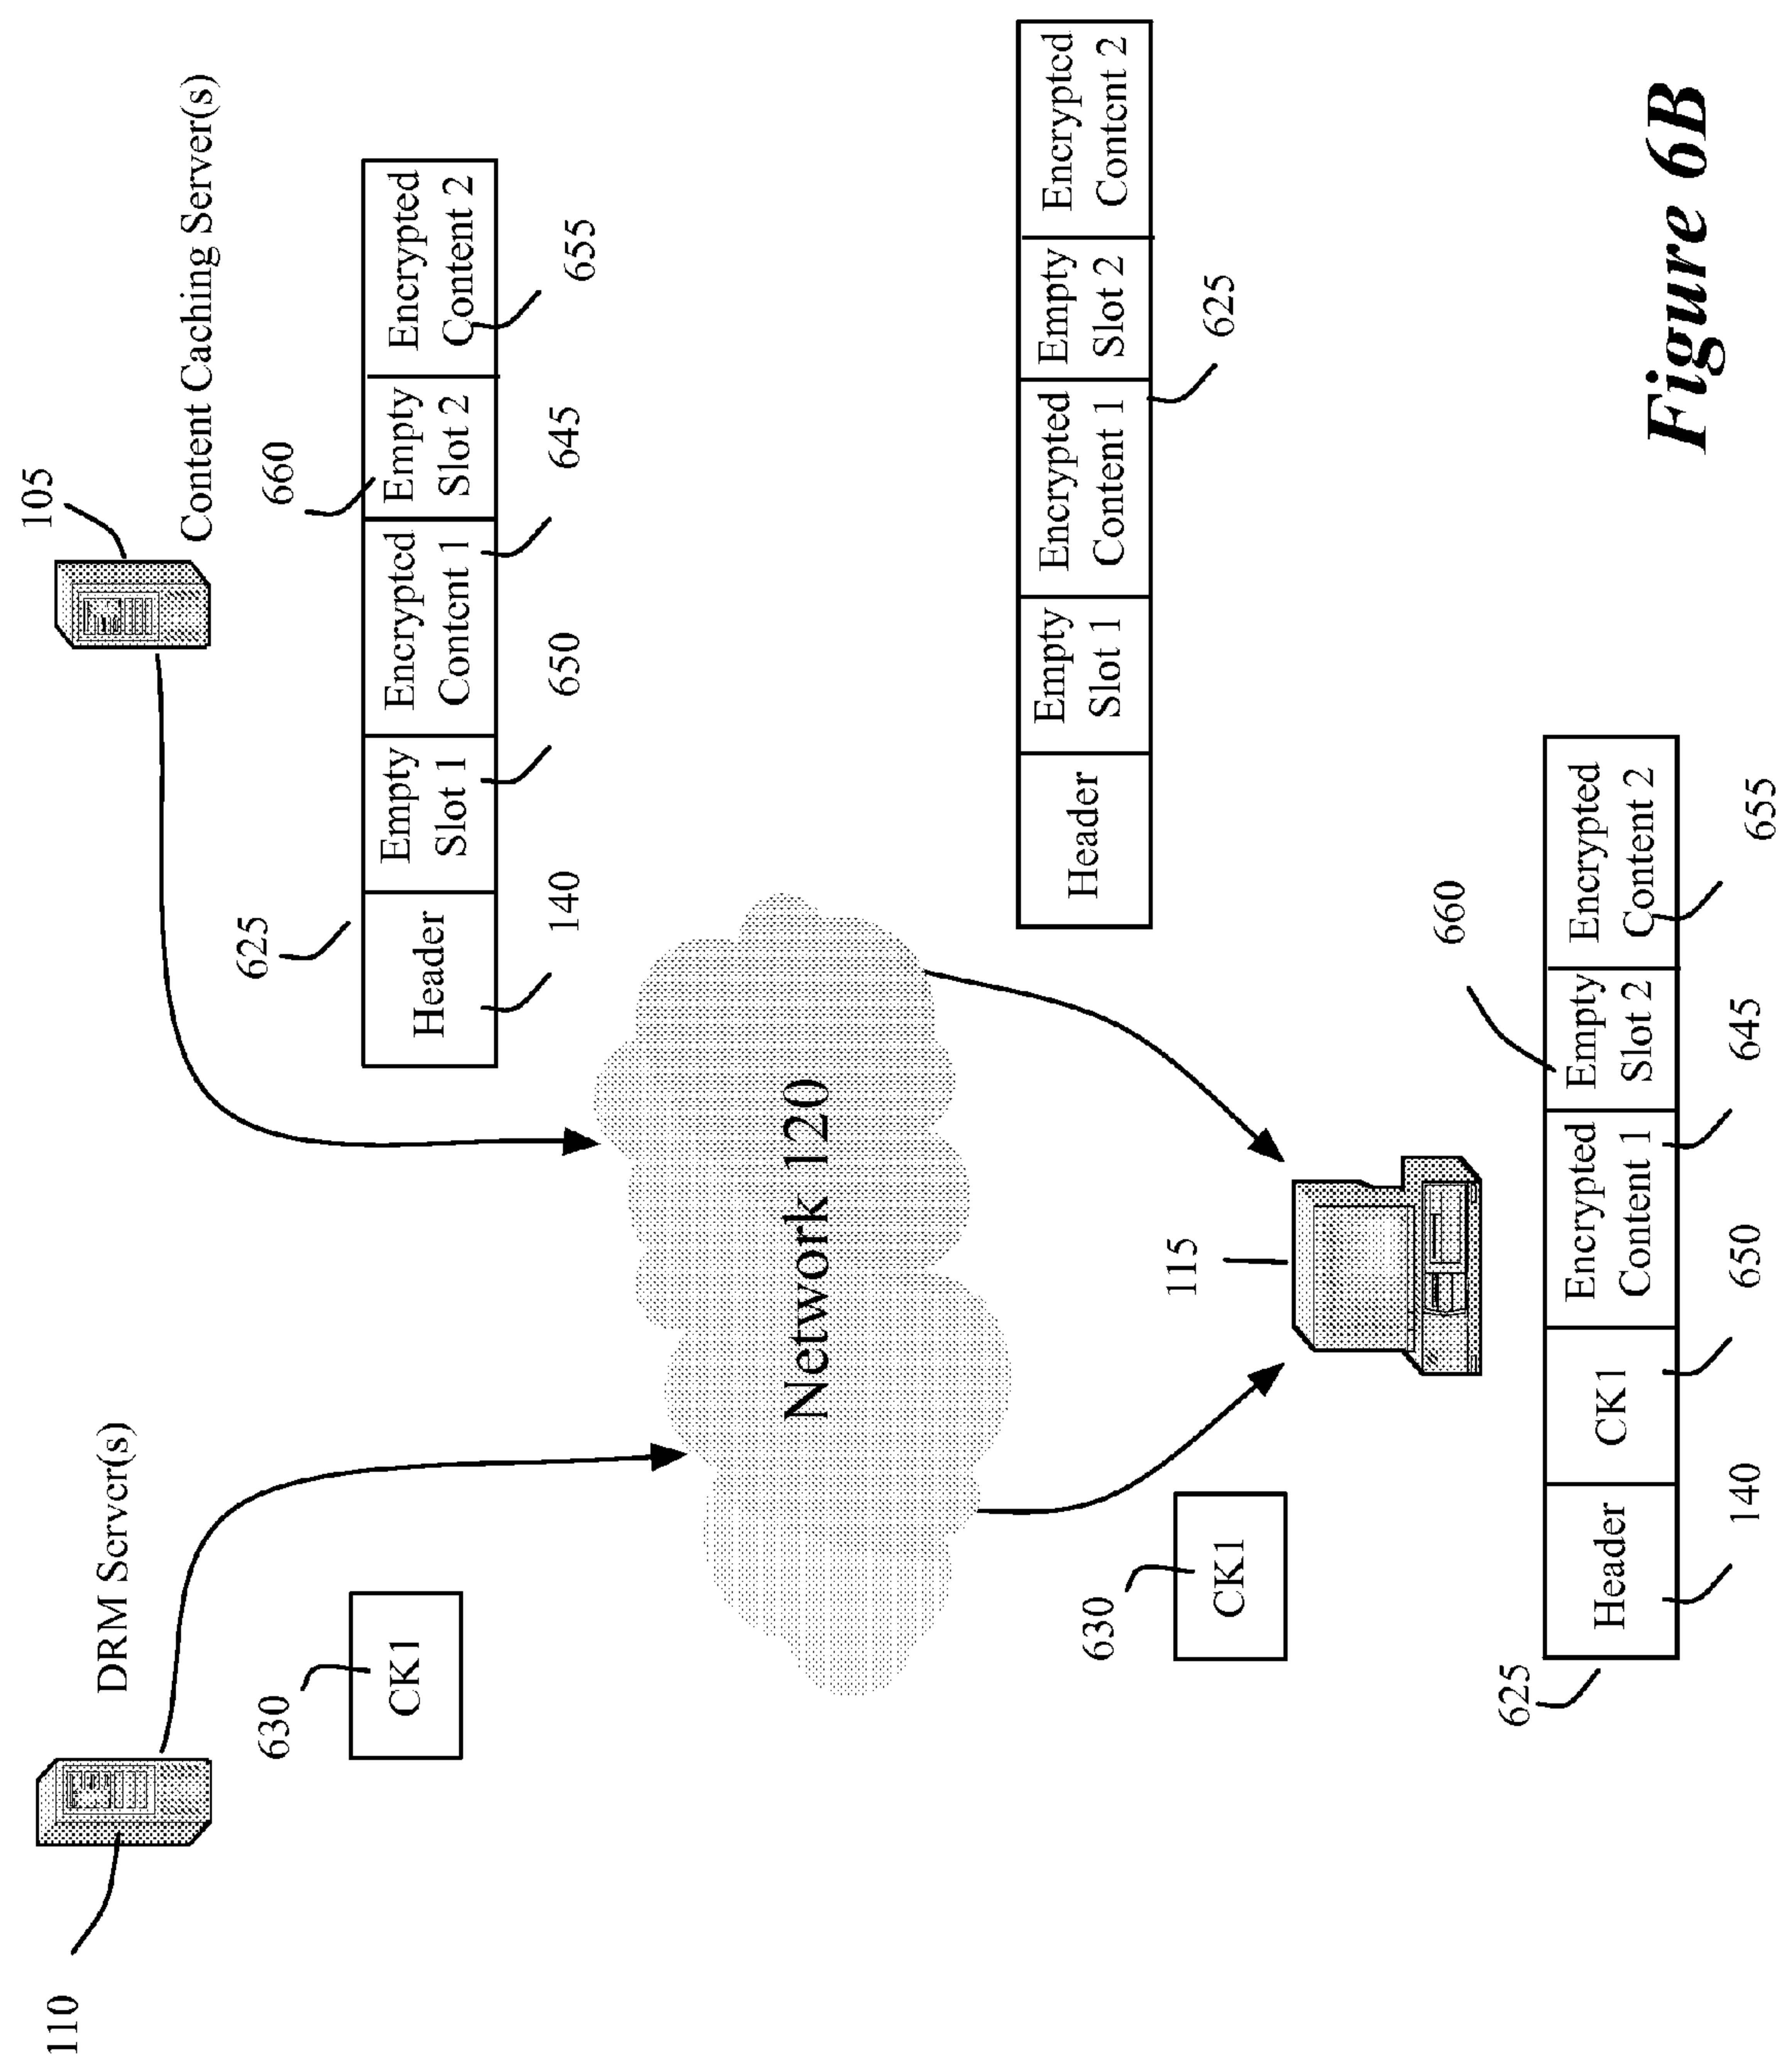 110
DRM Server(s)
105
Content Caching Server(s)
630
CK1
625
660
Header
Empty
Slot 1
Encrypted
Content 1
Empty
Slot 2
Encrypted
Content 2
140
650
645
655
Network 120
630
CK1
115
Header
Empty
Slot 1
Encrypted
Content 1
Empty
Slot 2
Encrypted
Content 2
625
625
660
Header
CK1
Encrypted
Content 1
Empty
Slot 2
Encrypted
Content 2
140
650
645
655
Figure 6B